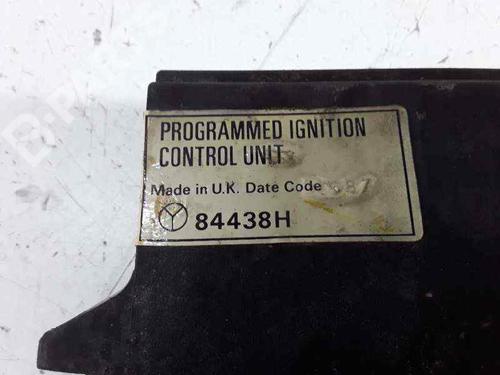 PROGRAMMED IGNITION
CONTROL UNIT
Made in U.K. Date Code
84438H